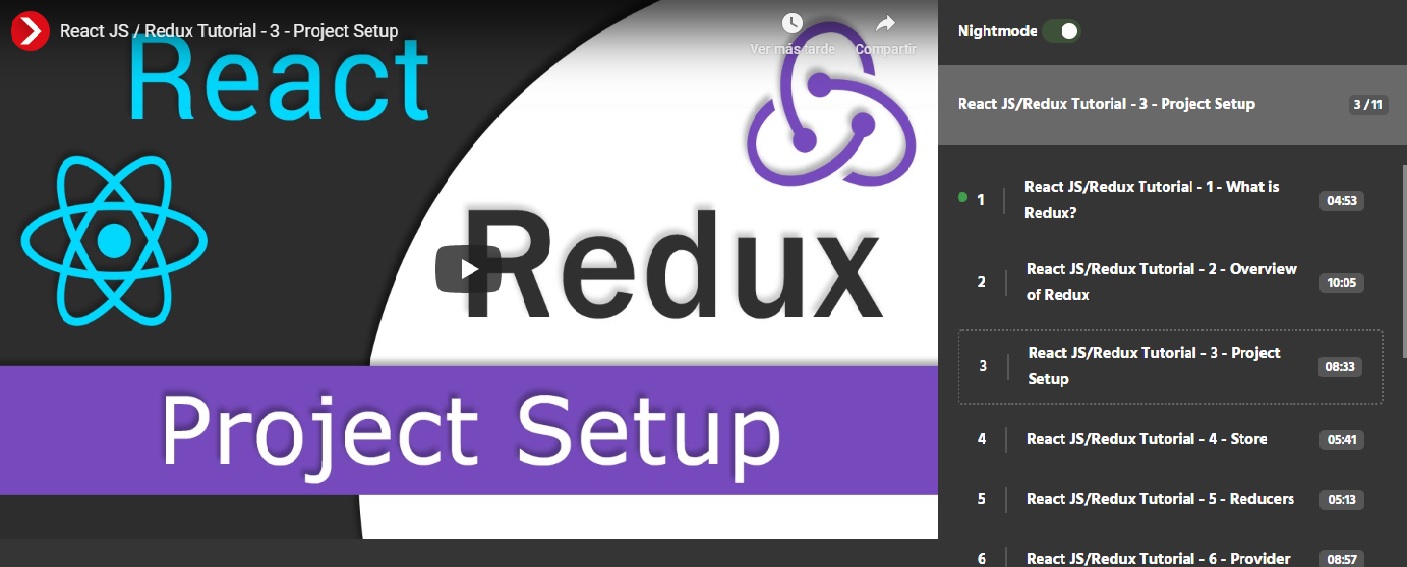 React JS / Redux Tutorial - 3 - Project Setup
Ver más tarde
Compartir
React
Redux
Project Setup
Nightmode
React JS/Redux Tutorial - 3 - Project Setup
3 / 11
1
React JS/Redux Tutorial - 1 - What is
Redux?
04:53
2
React JS/Redux Tutorial - 2 - Overview
of Redux
10:05
3
React JS/Redux Tutorial - 3 - Project
Setup
08:33
4
React JS/Redux Tutorial - 4 - Store
05:41
5
React JS/Redux Tutorial - 5 - Reducers
05:13
6
React JS/Redux Tutorial - 6 - Provider
08:57